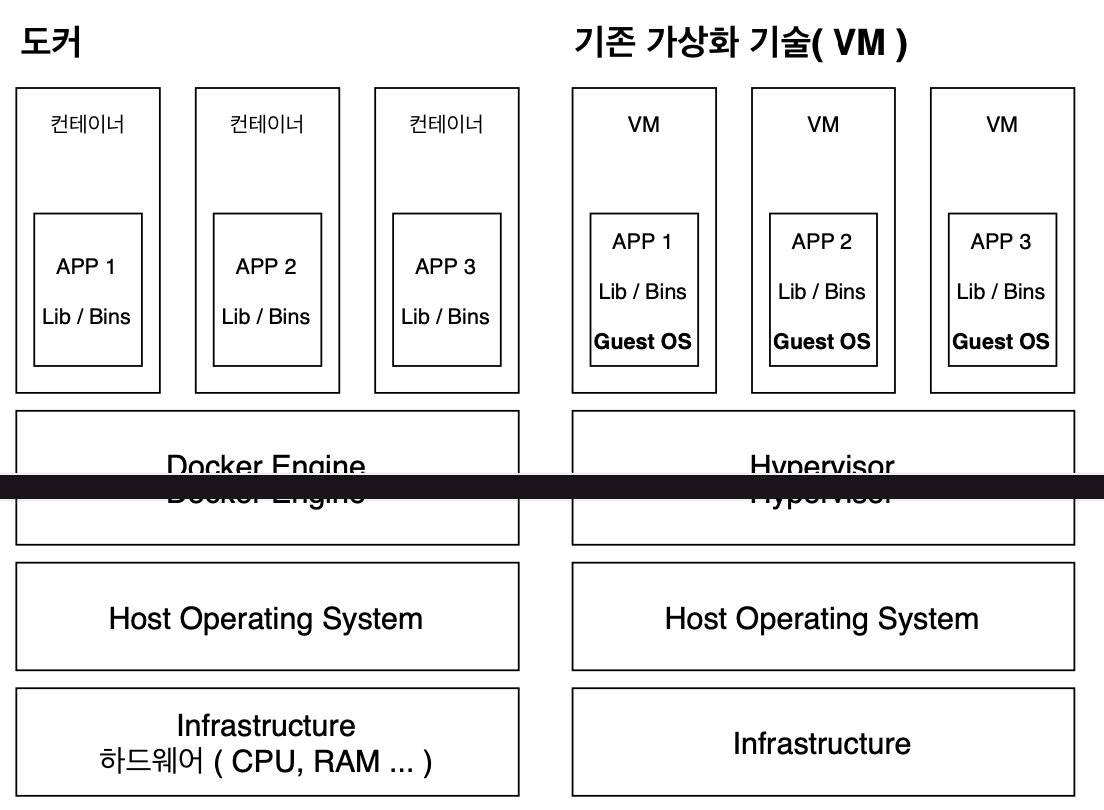 도커
컨테이너
APP 1
Lib / Bins
컨테이너
APP 2
Lib / Bins
컨테이너
APP 3
Lib / Bins
Docker Engine
Docker Engine
Host Operating System
Infrastructure
하드웨어 ( CPU, RAM ... )
기존 가상화 기술( VM )
VM
APP 1
Lib / Bins
Guest OS
VM
APP 2
Lib / Bins
Guest OS
VM
APP 3
Lib / Bins
Guest OS
Hypervisor
Hypervisor
Host Operating System
Infrastructure